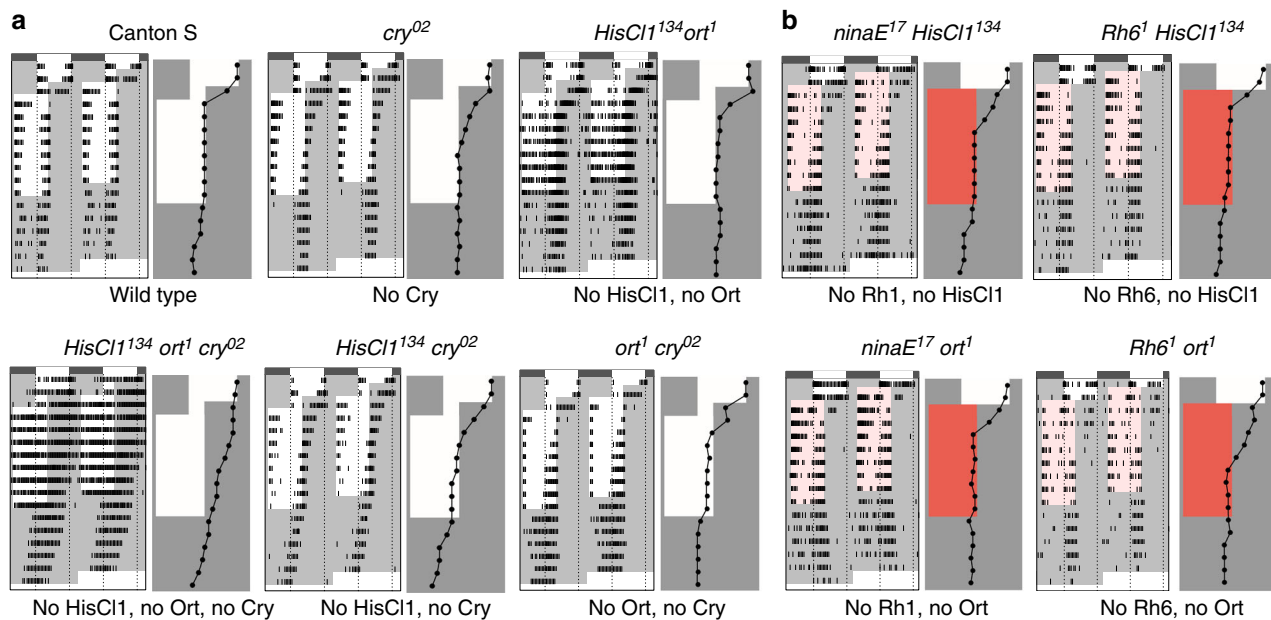 a
b
Canton S
cry02
HisCl1134ort1
ninaE17 HisCl1134
Rh61 HisCl1134
Wild type
No Cry
No HisCl1, no Ort
No Rh1, no HisCl1
No Rh6, no HisCl1
HisCl1134 ort1 cry02
HisCl1134 cry02
ort1 cry02
ninaE17 ort1
Rh61 ort1
No HisCl1, no Ort, no Cry
No HisCl1, no Cry
No Ort, no Cry
No Rh1, no Ort
No Rh6, no Ort